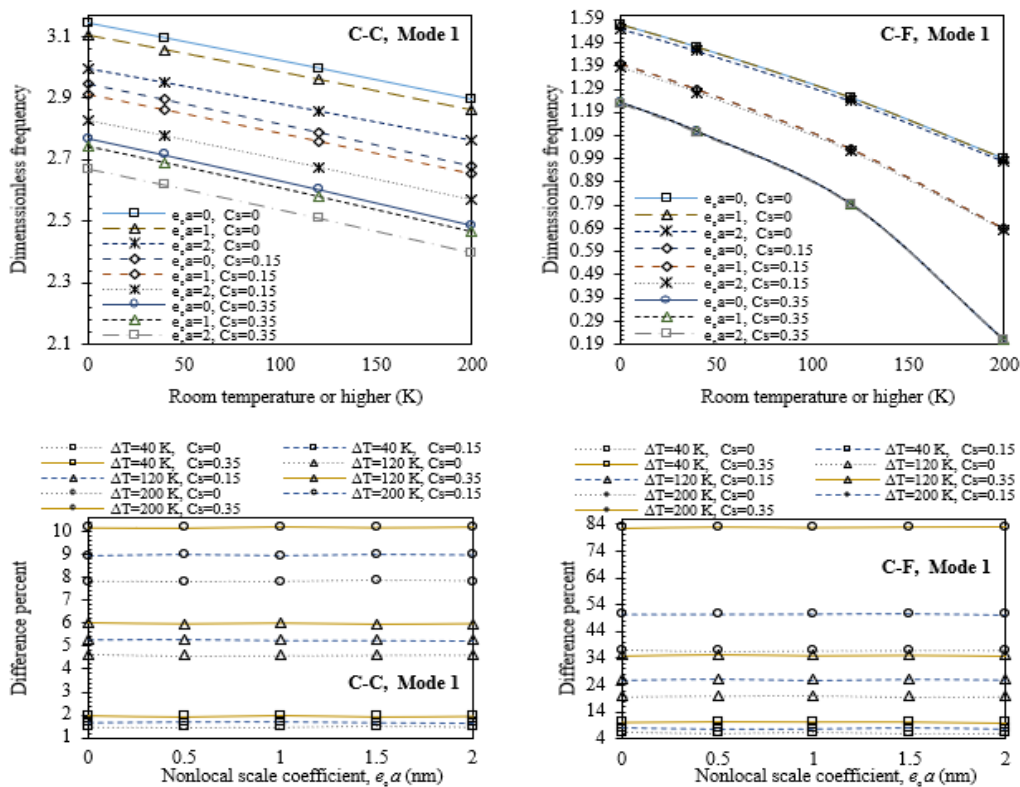 C-C, Mode 1
Dimenssionless frequency
3.1
2.9
2.7
2.5
2.3
2.1
e₀a=0, Cs=0
e₀a=1, Cs=0
e₀a=2, Cs=0
e₀a=0, Cs=0.15
e₀a=1, Cs=0.15
e₀a=2, Cs=0.15
e₀a=0, Cs=0.35
e₀a=1, Cs=0.35
e₀a=2, Cs=0.35
0 50 100 150 200
Room temperature or higher (K)
C-F, Mode 1
Dimenssionless frequency
1.59
1.49
1.39
1.29
1.19
1.09
0.99
0.89
0.79
0.69
0.59
0.49
0.39
0.29
0.19
e₀a=0, Cs=0
e₀a=1, Cs=0
e₀a=2, Cs=0
e₀a=0, Cs=0.15
e₀a=1, Cs=0.15
e₀a=2, Cs=0.15
e₀a=0, Cs=0.35
e₀a=1, Cs=0.35
e₀a=2, Cs=0.35
0 50 100 150 200
Room temperature or higher (K)
ΔT=40 K, Cs=0 ΔT=40 K, Cs=0.15
ΔT=40 K, Cs=0.35 ΔT=120 K, Cs=0
ΔT=120 K, Cs=0.15 ΔT=120 K, Cs=0.35
ΔT=200 K, Cs=0 ΔT=200 K, Cs=0.15
ΔT=200 K, Cs=0.35
Difference percent
10
9
8
7
6
5
4
3
2
1
C-C, Mode 1
0 0.5 1 1.5 2
Nonlocal scale coefficient, e₀a (nm)
ΔT=40 K, Cs=0 ΔT=40 K, Cs=0.15
ΔT=40 K, Cs=0.35 ΔT=120 K, Cs=0
ΔT=120 K, Cs=0.15 ΔT=120 K, Cs=0.35
ΔT=200 K, Cs=0 ΔT=200 K, Cs=0.15
ΔT=200 K, Cs=0.35
Difference percent
84
74
64
54
44
34
24
14
4
C-F, Mode 1
0 0.5 1 1.5 2
Nonlocal scale coefficient, e₀a (nm)